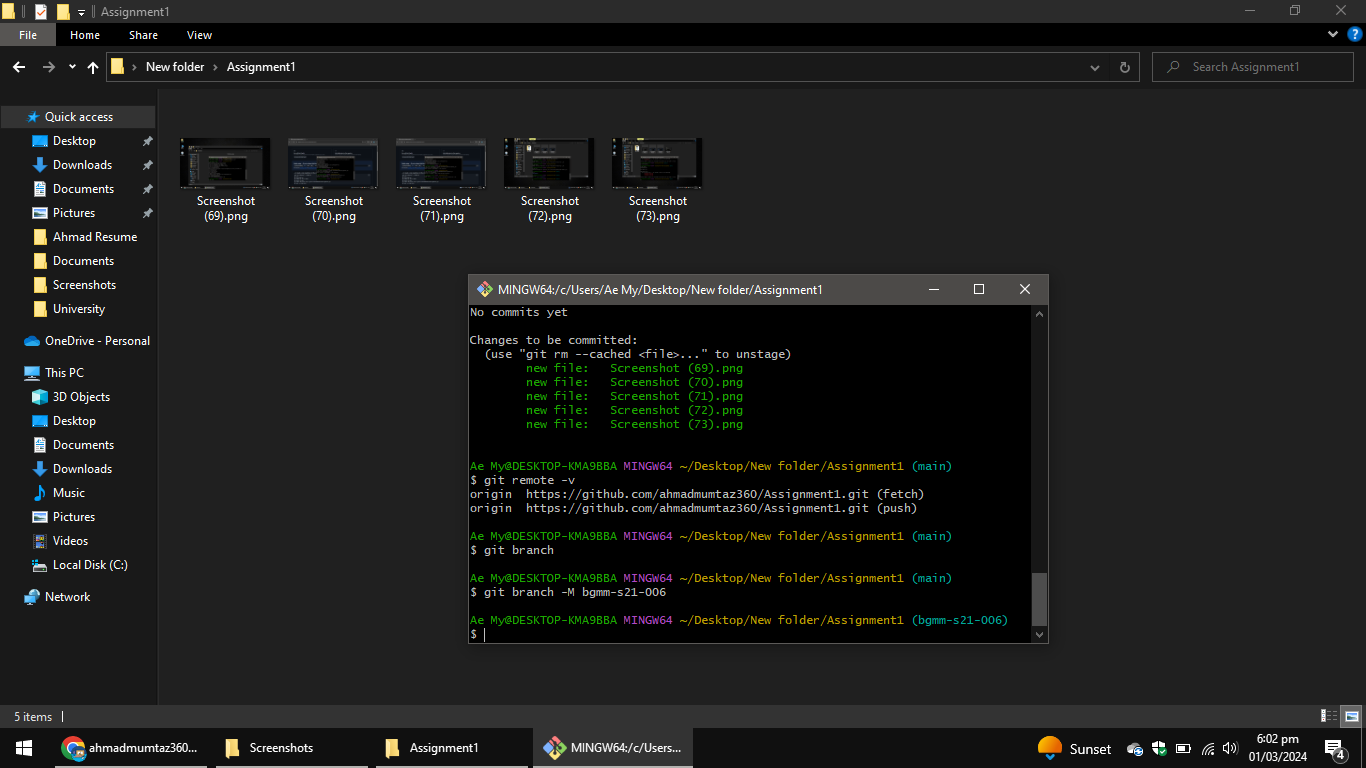 Assignment1
File Home Share View
New folder Assignment1
Search Assignment1
Quick access
Desktop
Downloads
Documents
Pictures
Ahmad Resume
Documents
Screenshots
University
OneDrive - Personal
This PC
3D Objects
Desktop
Documents
Downloads
Music
Pictures
Videos
Local Disk (C:)
Network
Screenshot
(69).png
Screenshot
(70).png
Screenshot
(71).png
Screenshot
(72).png
Screenshot
(73).png
MINGW64:/c/Users/Ae My/Desktop/New folder/Assignment1
No commits yet
Changes to be committed:
(use "git rm --cached <file>..." to unstage)
new file: Screenshot (69).png
new file: Screenshot (70).png
new file: Screenshot (71).png
new file: Screenshot (72).png
new file: Screenshot (73).png
Ae My@DESKTOP-KMA9BBA MINGW64 ~/Desktop/New folder/Assignment1 (main)
$ git remote -v
origin https://github.com/ahmadmumtaz360/Assignment1.git (fetch)
origin https://github.com/ahmadmumtaz360/Assignment1.git (push)
Ae My@DESKTOP-KMA9BBA MINGW64 ~/Desktop/New folder/Assignment1 (main)
$ git branch
Ae My@DESKTOP-KMA9BBA MINGW64 ~/Desktop/New folder/Assignment1 (main)
$ git branch -M bgmm-s21-006
Ae My@DESKTOP-KMA9BBA MINGW64 ~/Desktop/New folder/Assignment1 (bgmm-s21-006)
$
5 items
ahmadmumtaz360...
Screenshots
Assignment1
MINGW64:/c/Users...
Sunset
6:02 pm
01/03/2024
4